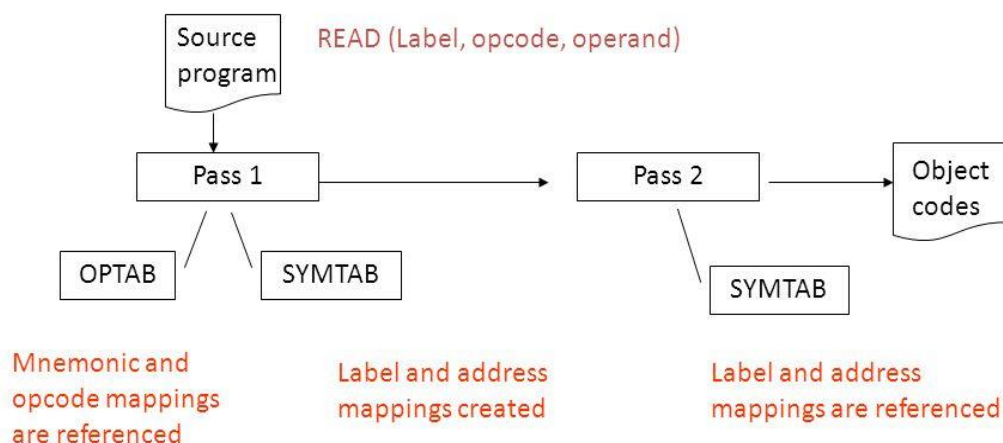 Source
program
READ (Label, opcode, operand)
Pass 1
Pass 2
Object
codes
OPTAB
SYMTAB
SYMTAB
Mnemonic and
opcode mappings
are referenced
Label and address
mappings created
Label and address
mappings are referenced